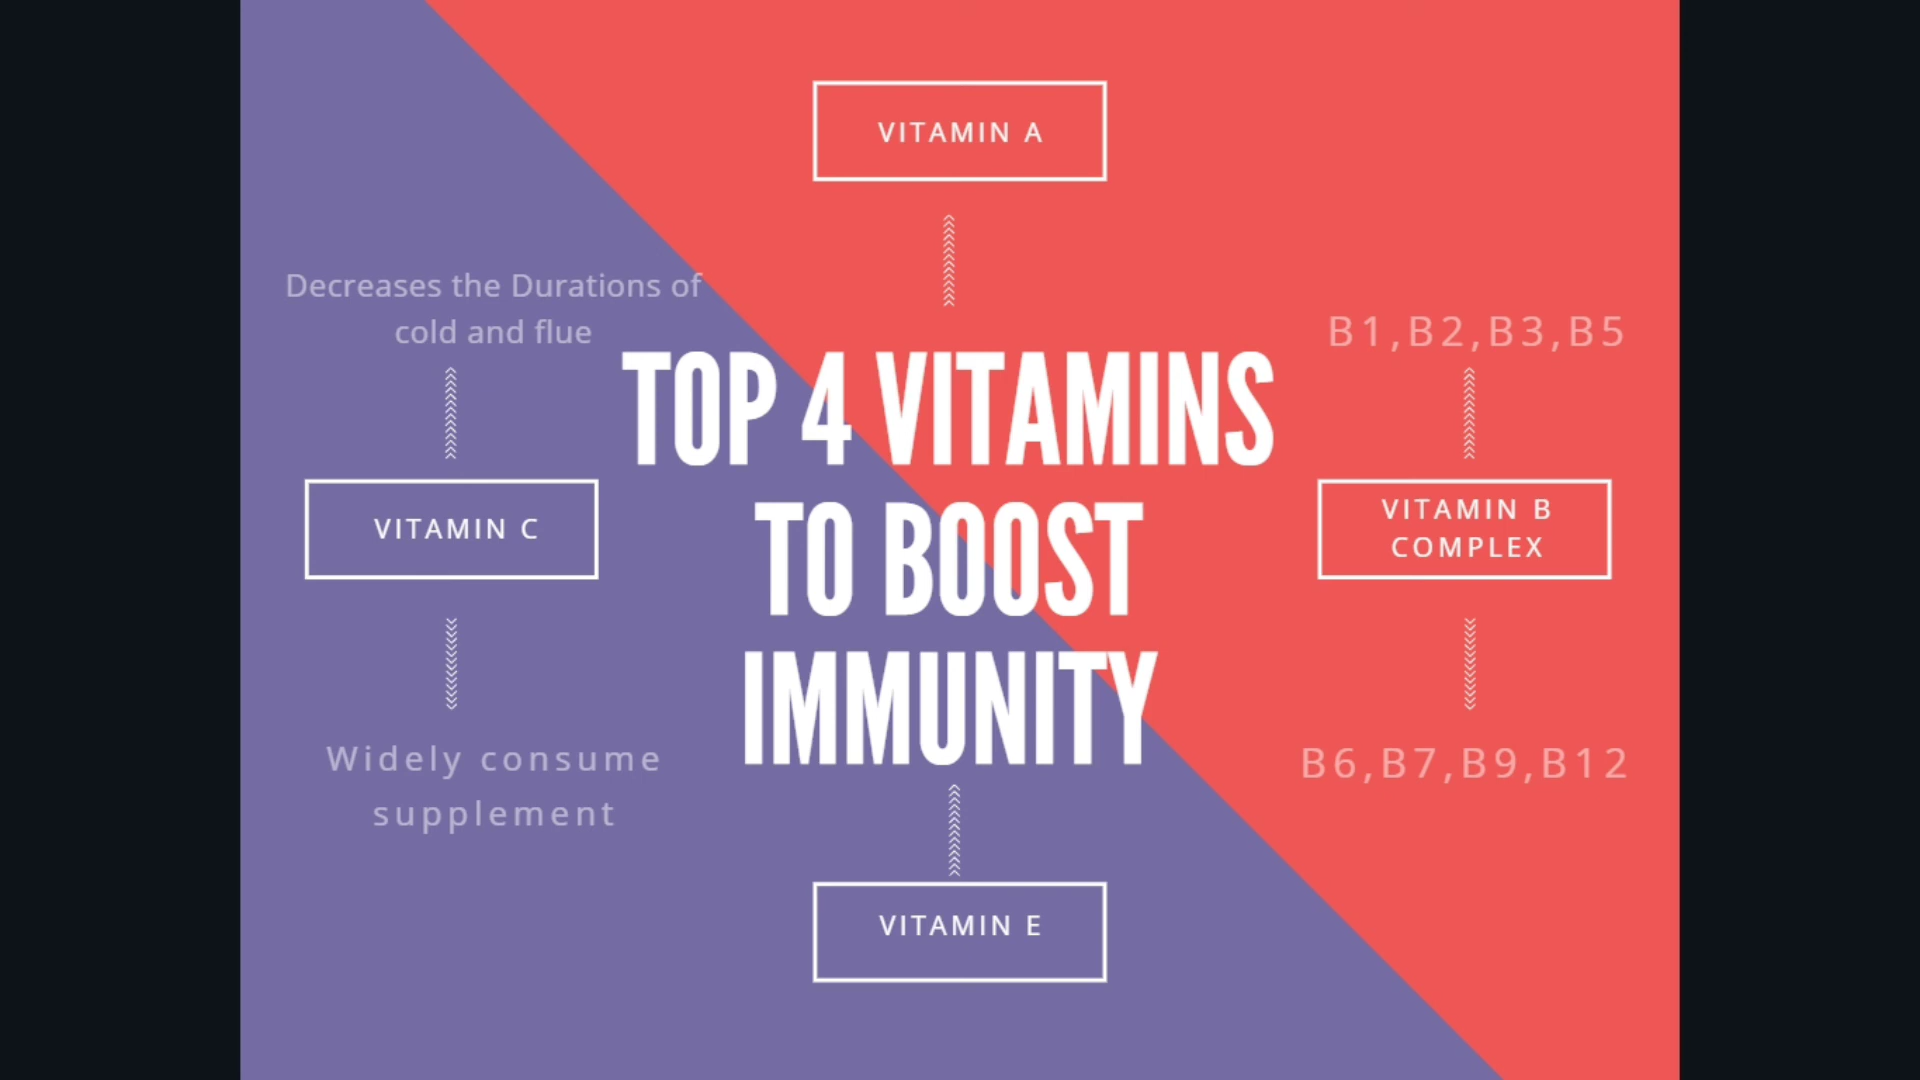 VITAMIN A
Decreases the Durations of
cold and flue
B1,B2,B3,B5
TOP 4 VITAMINS
TO BOOST
IMMUNITY
VITAMIN C
VITAMIN B
COMPLEX
Widely consume
supplement
B6,B7,B9,B12
VITAMIN E